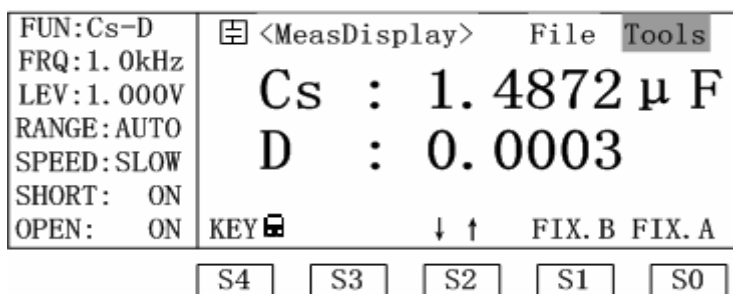 FUN:Cs-D
FRQ:1.0kHz
LEV:1.000V
RANGE:AUTO
SPEED:SLOW
SHORT: ON
OPEN: ON
<MeasDisplay> File Tools
Cs : 1.4872μF
D : 0.0003
KEY ↓ ↑ FIX.B FIX.A
S4 S3 S2 S1 S0